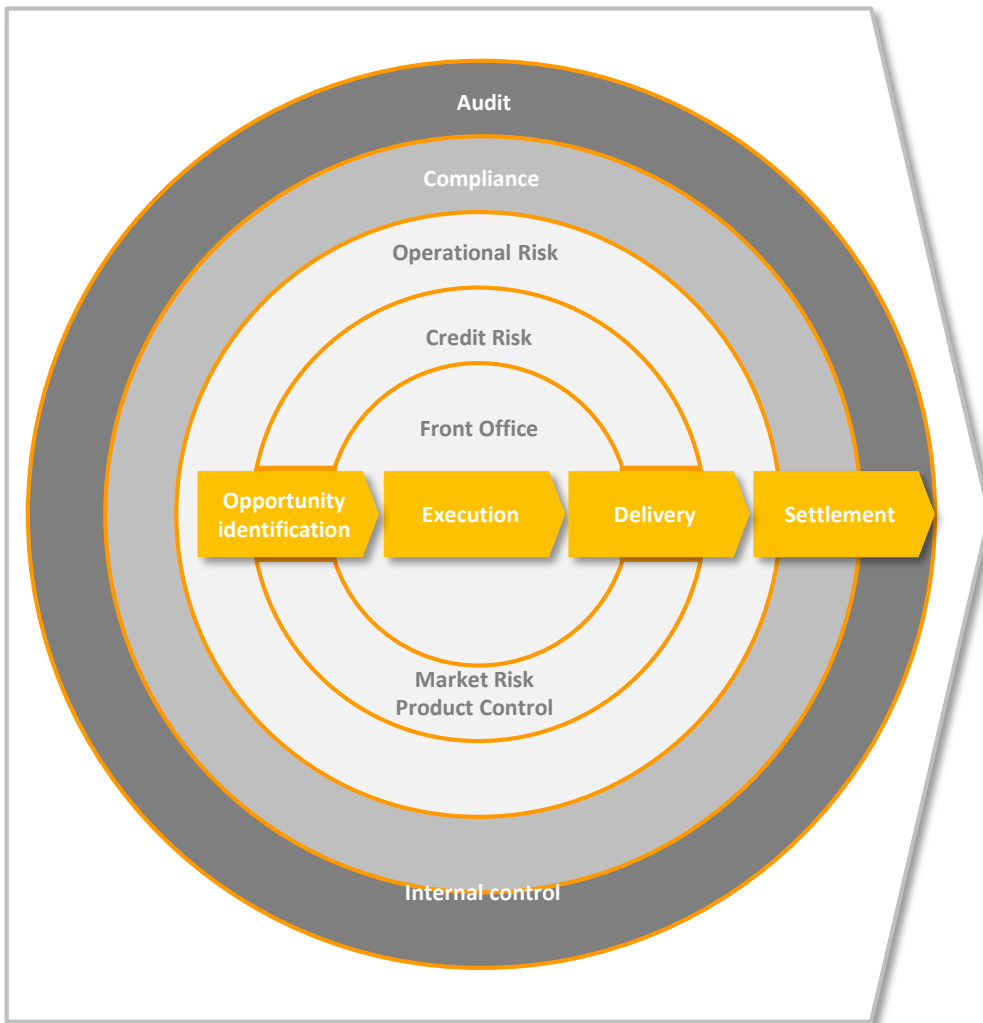 Audit
Compliance
Operational Risk
Credit Risk
Front Office
Opportunity
identification
Execution
Delivery
Settlement
Market Risk
Product Control
Internal control